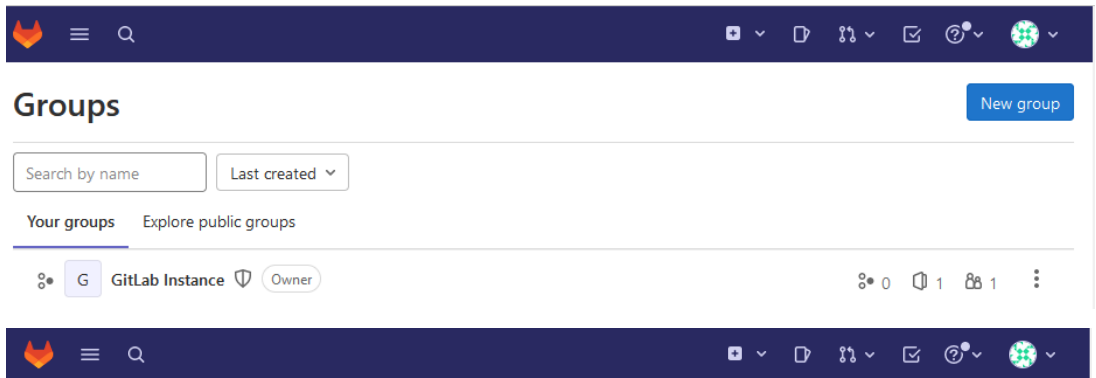 Groups
New group
Search by name
Last created
Your groups Explore public groups
G GitLab Instance Owner 0 1 1